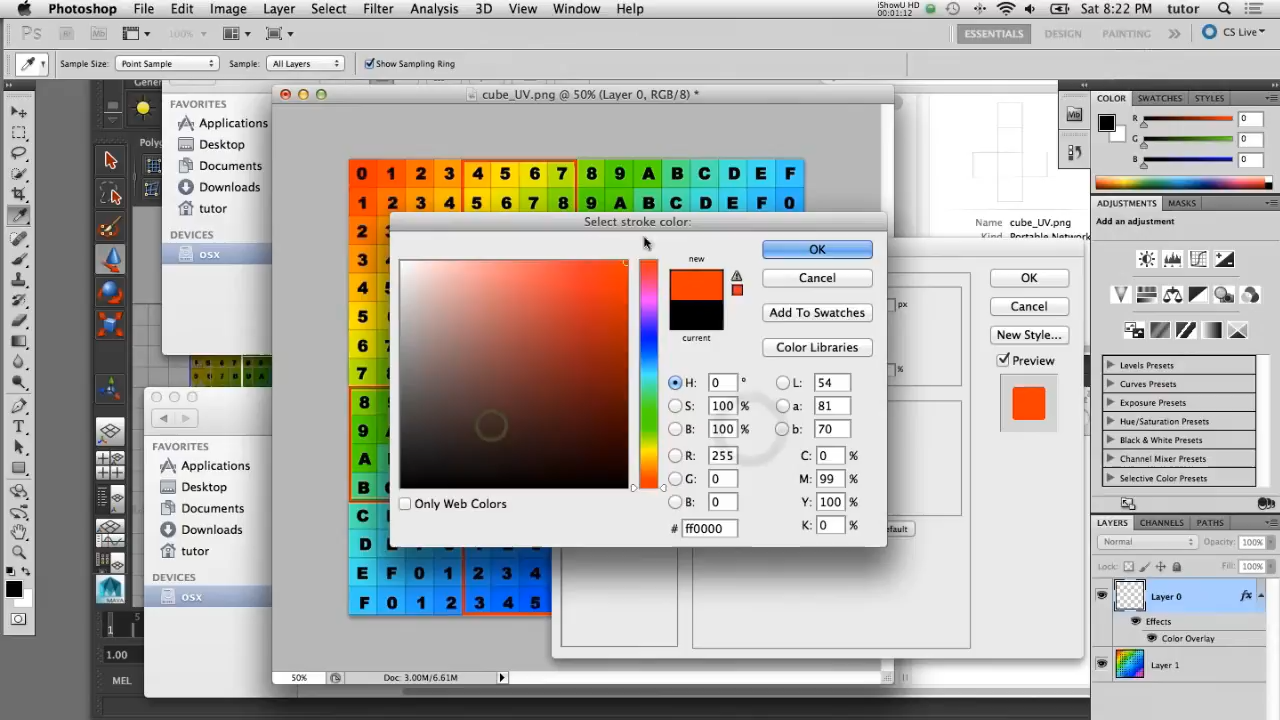 Photoshop File Edit Image Layer Select Filter Analysis 3D View Window Help
iShowU HD
00:01:12
Sat 8:22 PM tutor
Ps Br Mb 100% ESSENTIALS DESIGN PAINTING CS Live
Sample Size: Point Sample Sample: All Layers Show Sampling Ring
FAVORITES
Applications
Desktop
Documents
Downloads
tutor
DEVICES
osx
FAVORITES
Applications
Desktop
Documents
Downloads
tutor
DEVICES
osx
1
1.00
MEL
cube_UV.png @ 50% (Layer 0, RGB/8) *
0 1 2 3 4 5 6 7 8 9 A B C D E F
1 2 3 4 5 6 7 8 9 A B C D E F 0
2
3
4
5
6
7
8
9
A
B
C
D
E F 0 1 2 3 4
F 0 1 2 3 4 5
50% Doc: 3.00M/6.61M
Select stroke color:
new
current
OK
Cancel
Add To Swatches
Color Libraries
H: 0 ° L: 54
S: 100 % a: 81
B: 100 % b: 70
R: 255 C: 0 %
G: 0 M: 99 %
B: 0 Y: 100 %
# ff0000 K: 0 %
Only Web Colors
Name cube_UV.png
Kind Portable Netw
px
%
efault
OK
Cancel
New Style...
Preview
COLOR SWATCHES STYLES
R 0
G 0
B 0
ADJUSTMENTS MASKS
Add an adjustment
Levels Presets
Curves Presets
Exposure Presets
Hue/Saturation Presets
Black & White Presets
Channel Mixer Presets
Selective Color Presets
LAYERS CHANNELS PATHS
Normal Opacity: 100%
Lock: Fill: 100%
Layer 0 fx
Effects
Color Overlay
Layer 1